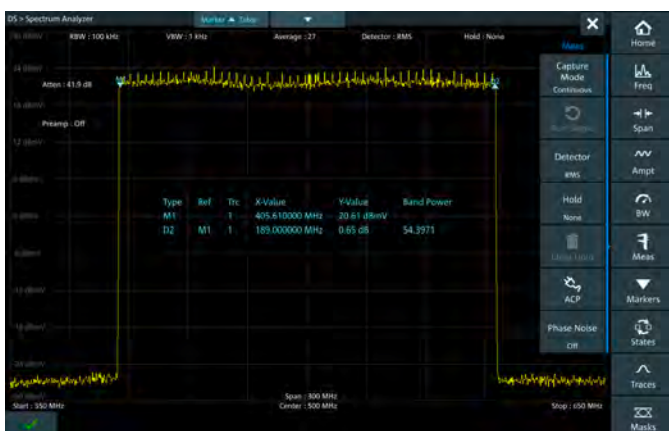 DS > Spectrum Analyzer
Marker
RBW : 100 kHz
VBW : 1 kHz
Average : 27
Detector : RMS
Hold : None
Atten : 41.9 dB
Preamp : Off
M1
D2
Type Ref Trc X-Value Y-Value Band Power
M1 1 405.610000 MHz 20.61 dBmV
D2 M1 1 189.000000 MHz 0.65 dB 54.3971
Start : 350 MHz
Span : 300 MHz
Center : 500 MHz
Stop : 650 MHz
Meas
Capture
Mode
Continuous
Detector
RMS
Hold
None
ACP
Phase Noise
Off
Home
Freq
Span
Ampt
BW
Meas
Markers
States
Traces
Masks